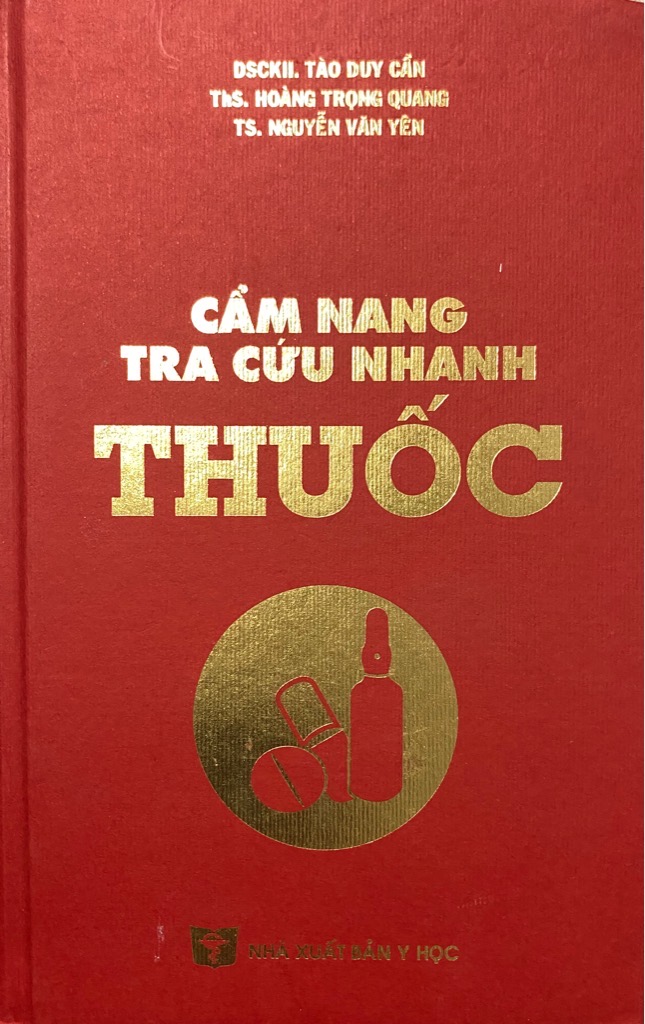 DSCKII. TÀO DUY CẦN
ThS. HOÀNG TRỌNG QUANG
TS. NGUYỄN VĂN YÊN
CẨM NANG
TRA CỨU NHANH
THUỐC
NHÀ XUẤT BẢN Y HỌC